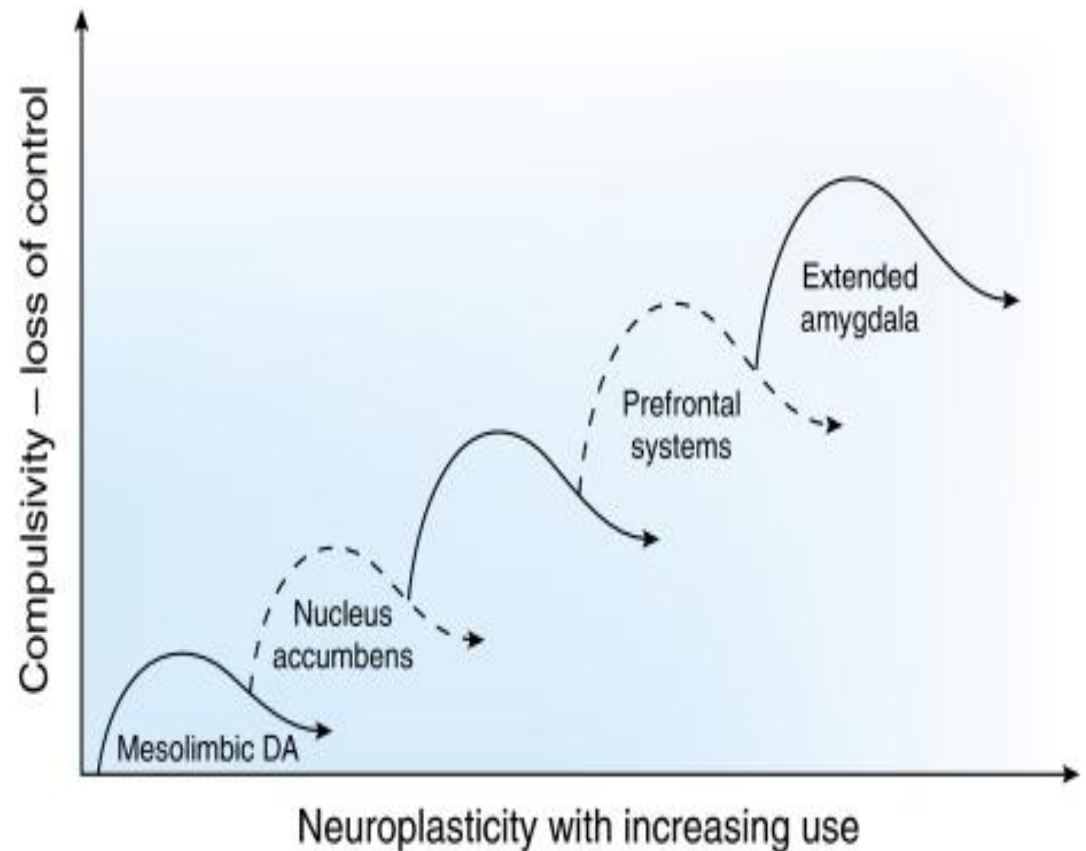 Compulsivity – loss of control
Extended
amygdala
Prefrontal
systems
Nucleus
accumbens
Mesolimbic DA
Neuroplasticity with increasing use